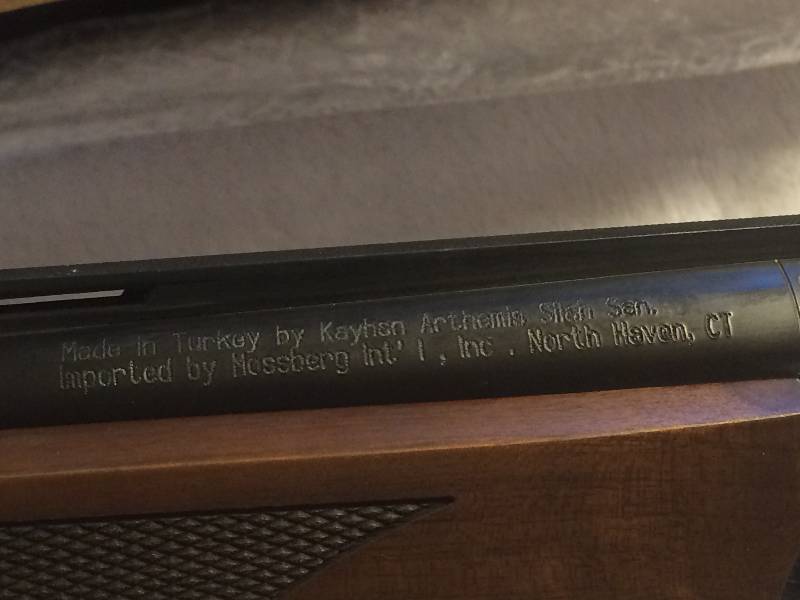 Made in Turkey by Kayhan Arthemis Silah San.
Imported by Mossberg Int'l, Inc. North Haven, CT